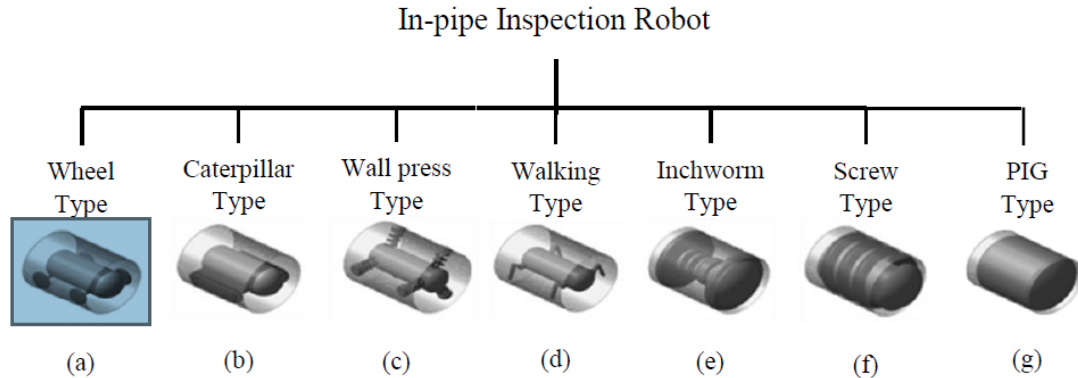 In-pipe Inspection Robot
Wheel Type
Caterpillar Type
Wall press Type
Walking Type
Inchworm Type
Screw Type
PIG Type
(a)
(b)
(c)
(d)
(e)
(f)
(g)